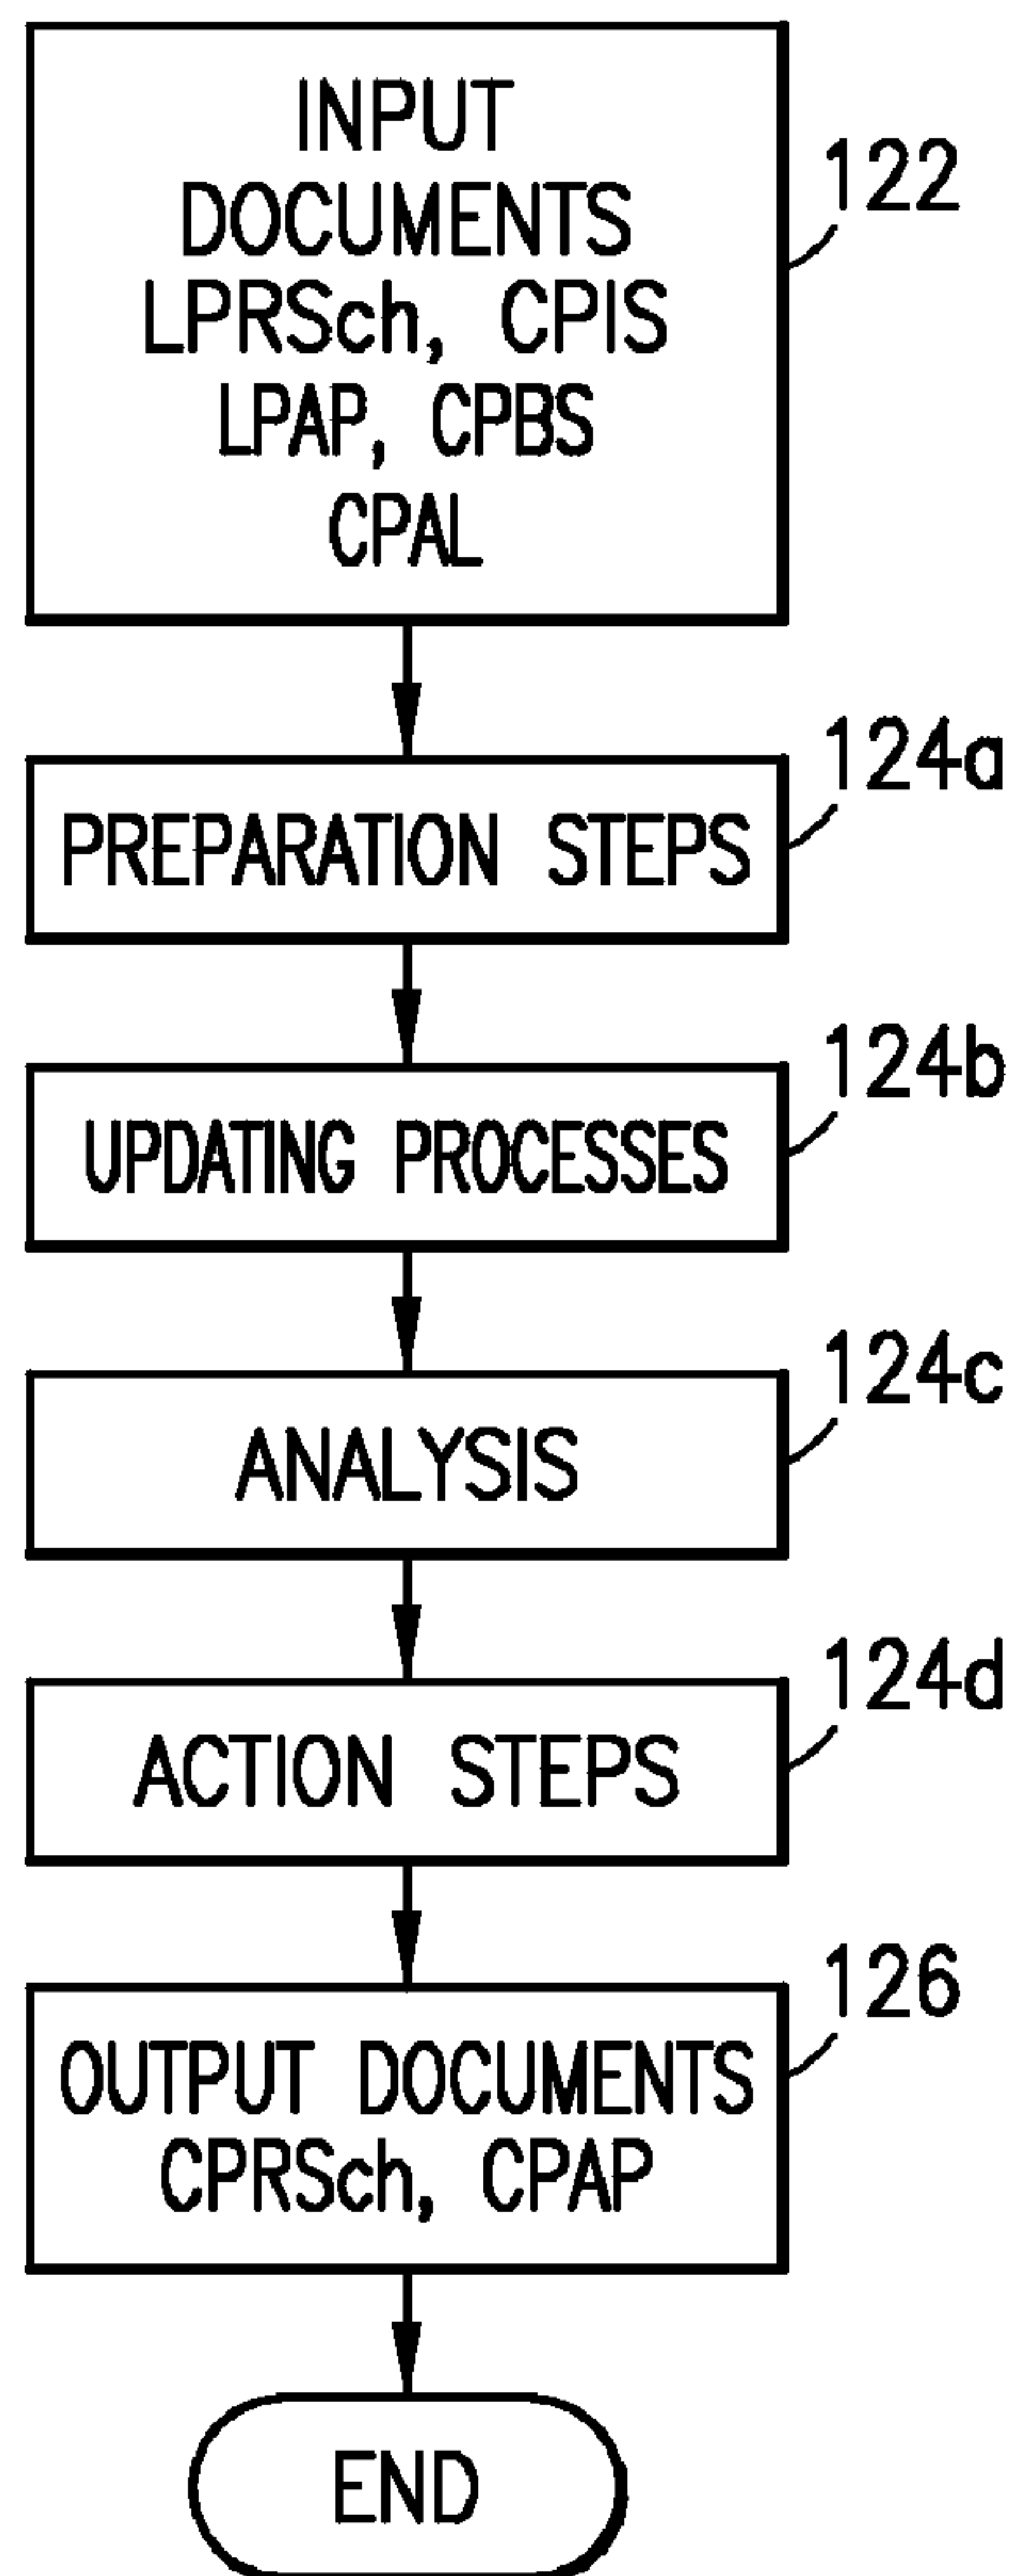 INPUT
DOCUMENTS
LPRSch, CPIS
LPAP, CPBS
CPAL
122
124a
PREPARATION STEPS
124b
UPDATING PROCESSES
124c
ANALYSIS
124d
ACTION STEPS
126
OUTPUT DOCUMENTS
CPRSch, CPAP
END